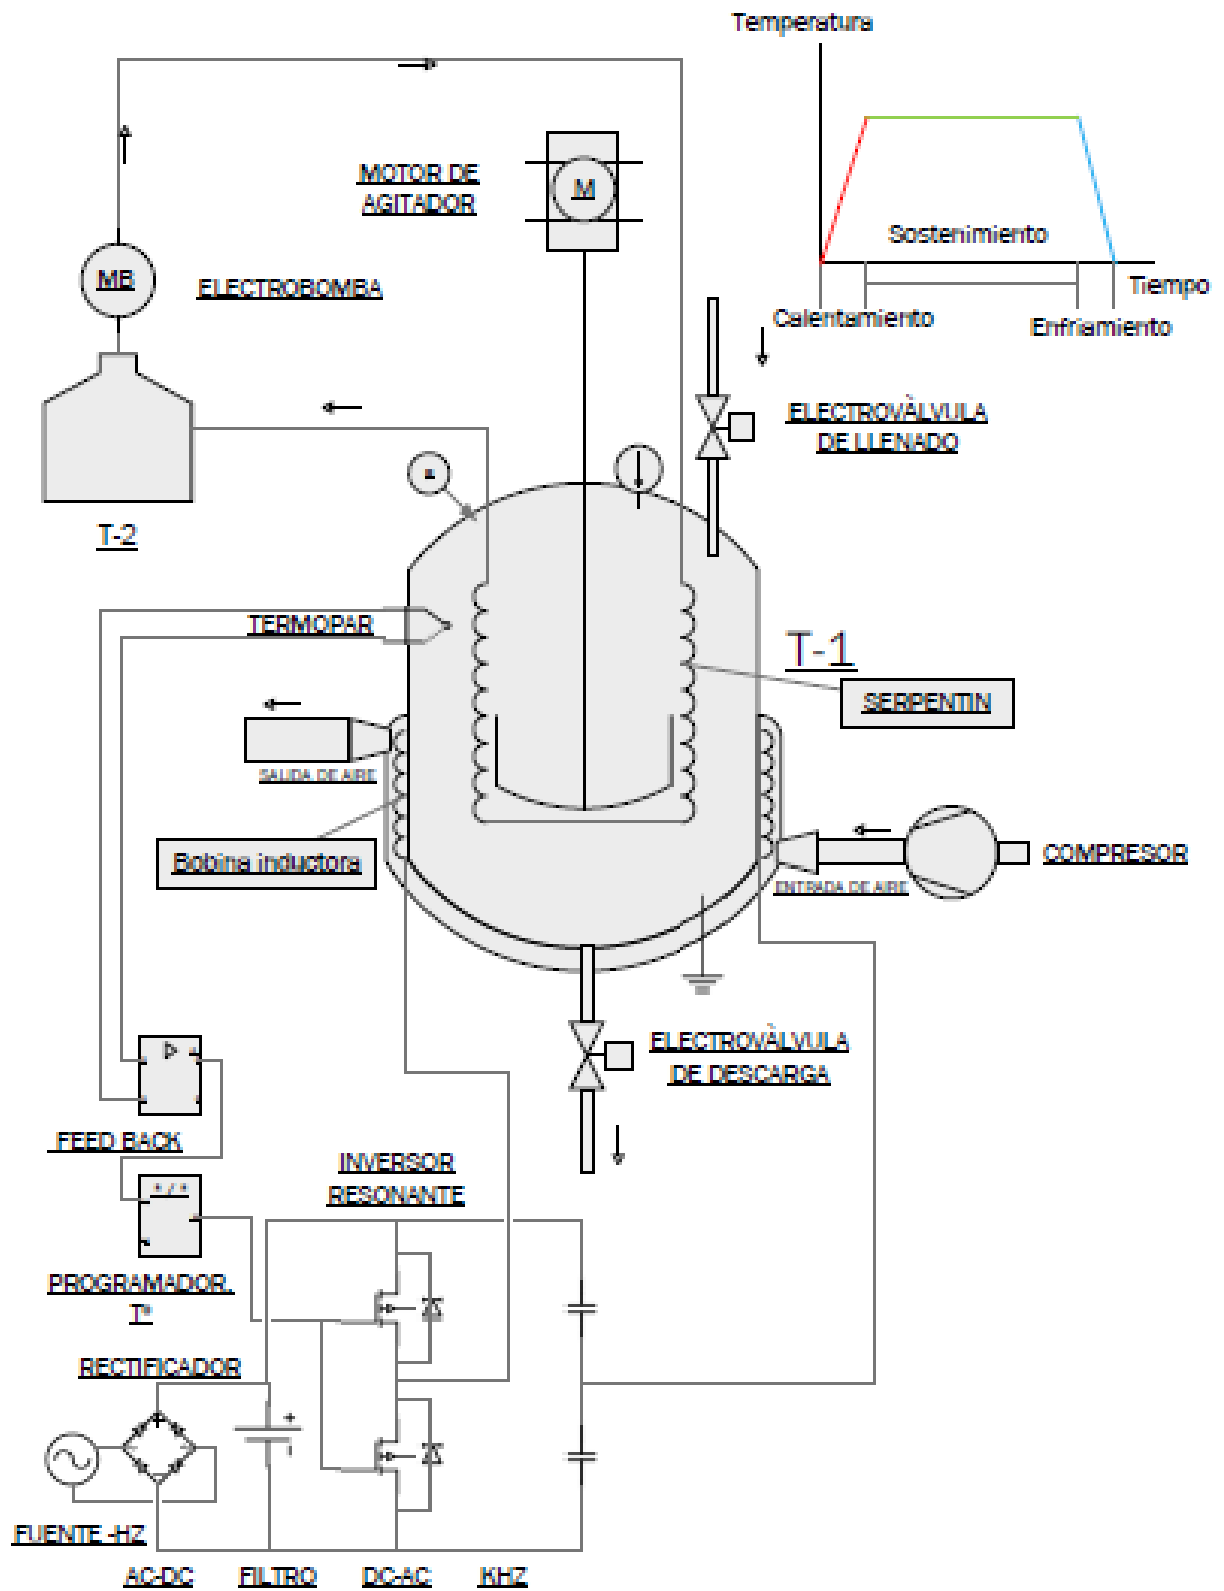 Temperatura
MOTOR DE
AGITADOR
M
Sostenimiento
Tiempo
Calentamiento
Enfriamiento
MB
ELECTROBOMBA
ELECTROVÀLVULA
DE LLENADO
T-2
TERMOPAR
T-1
SERPENTIN
SALIDA DE AIRE
Bobina inductora
COMPRESOR
ENTRADA DE AIRE
ELECTROVÀLVULA
DE DESCARGA
FEED BACK
INVERSOR
RESONANTE
PROGRAMADOR.
Tª
RECTIFICADOR
+
-
FUENTE -HZ
AC-DC
FILTRO
DC-AC
KHZ